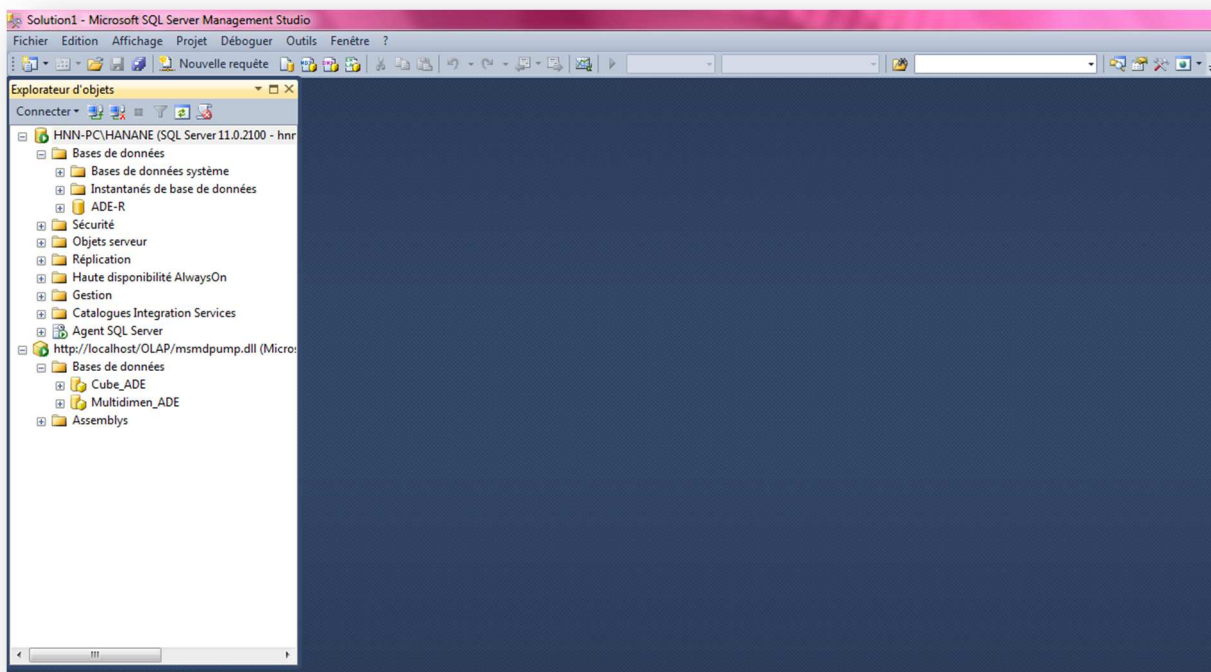 Solution1 - Microsoft SQL Server Management Studio
Fichier Edition Affichage Projet Déboguer Outils Fenêtre ?
Nouvelle requête
Explorateur d'objets
Connecter
HNN-PC\HANANE (SQL Server 11.0.2100 - hnr
Bases de données
Bases de données système
Instantanés de base de données
ADE-R
Sécurité
Objets serveur
Réplication
Haute disponibilité AlwaysOn
Gestion
Catalogues Integration Services
Agent SQL Server
http://localhost/OLAP/msmdpump.dll (Micro
Bases de données
Cube_ADE
Multidimen_ADE
Assemblys